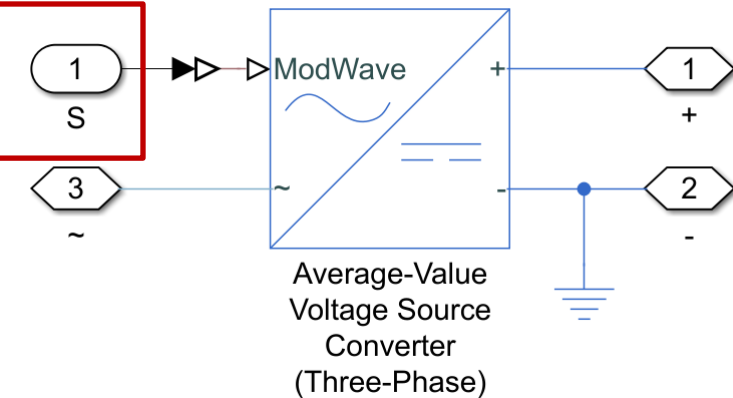 1
S
ModWave
+
1
+
3
~
~
-
2
-
Average-Value
Voltage Source
Converter
(Three-Phase)